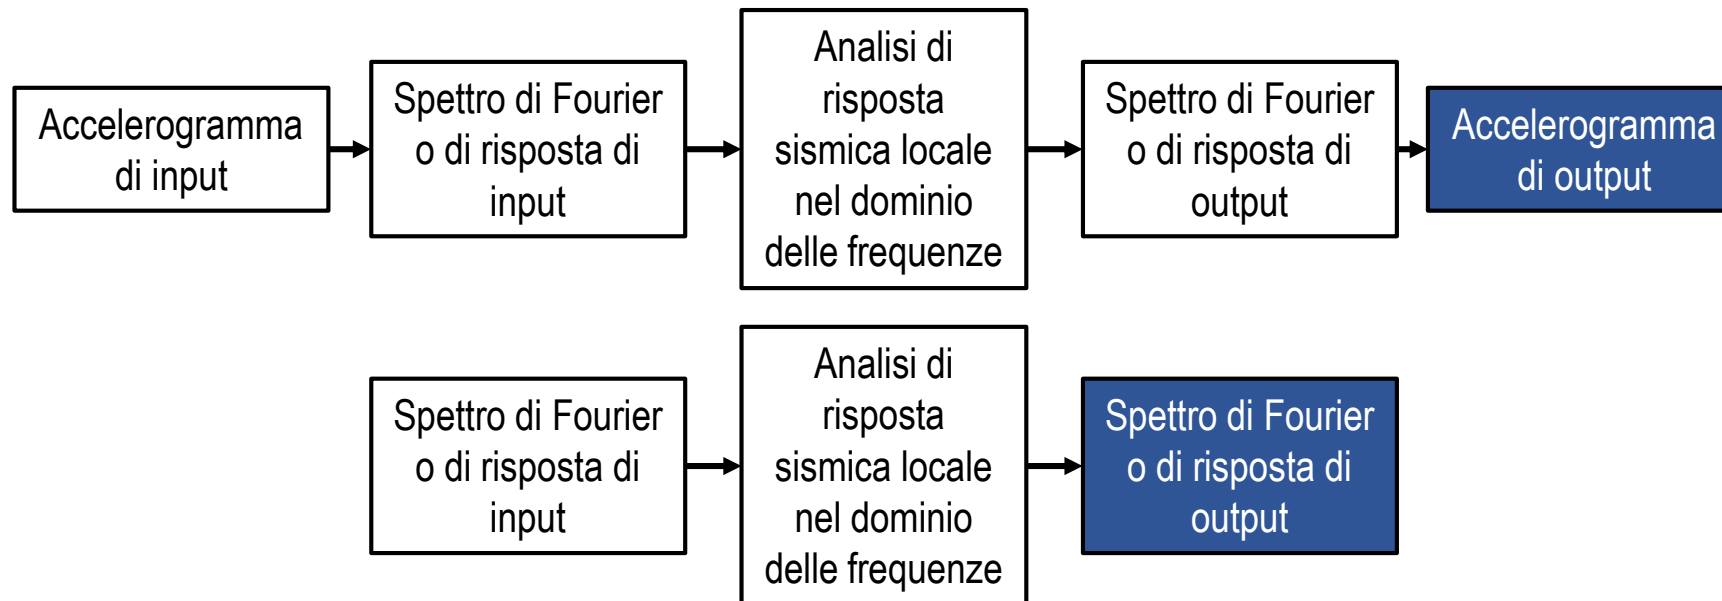 Accelerogramma
di input
Spettro di Fourier
o di risposta di
input
Analisi di
risposta
sismica locale
nel dominio
delle frequenze
Spettro di Fourier
o di risposta di
output
Accelerogramma
di output
Spettro di Fourier
o di risposta di
input
Analisi di
risposta
sismica locale
nel dominio
delle frequenze
Spettro di Fourier
o di risposta di
output